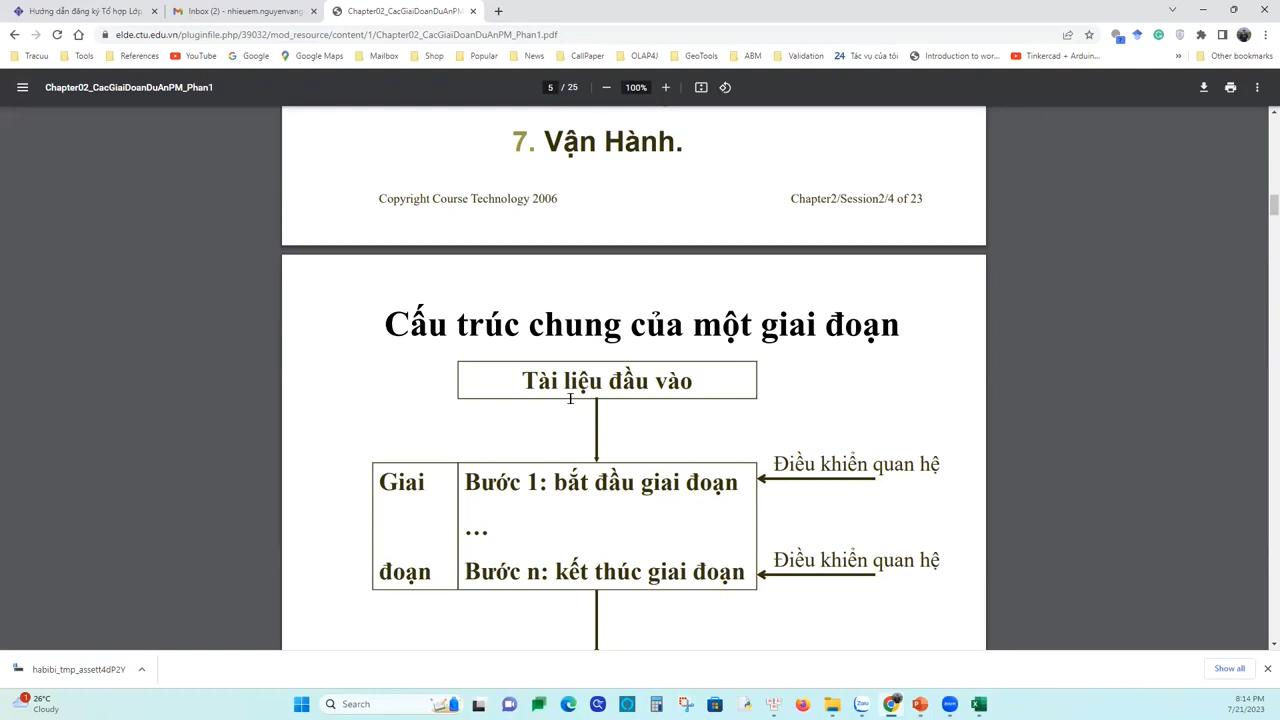 Hướng dẫn đăng ký Tổ hợp Lớp
Inbox (2) - nhieuem.nguyenvang
Chapter02_CacGiaiDoanDuAnPM_P
elde.ctu.edu.vn/pluginfile.php/39032/mod_resource/content/1/Chapter02_CacGiaiDoanDuAnPM_Phan1.pdf
Tracuu Tools References YouTube Google Google Maps Mailbox Shop Popular News CallPaper OLAP4J GeoTools ABM Validation 24 Tác vụ của tôi Introduction to wor... Tinkercad + Arduin... » Other bookmarks
Chapter02_CacGiaiDoanDuAnPM_Phan1 5 / 25 100%
7. Vận Hành.
Copyright Course Technology 2006 Chapter2/Session2/4 of 23
Cấu trúc chung của một giai đoạn
Tài liệu đầu vào
Điều khiển quan hệ
Giai Bước 1: bắt đầu giai đoạn
...
Điều khiển quan hệ
đoạn Bước n: kết thúc giai đoạn
habibi_tmp_assett4dP2Y Show all
1 26°C
Cloudy
Search
8:14 PM
7/21/2023